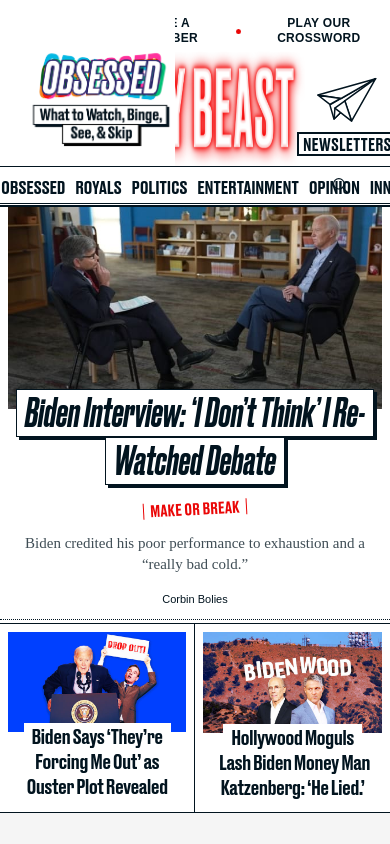 OBSESSED
What to Watch, Binge,
See, & Skip
PLAY OUR
CROSSWORD
BEAST
NEWSLETTERS
OBSESSED ROYALS POLITICS ENTERTAINMENT OPINION INN
Biden Interview: ‘I Don’t Think’ I Re-
Watched Debate
MAKE OR BREAK
Biden credited his poor performance to exhaustion and a
“really bad cold.”
Corbin Bolies
DROP OUT!
Biden Says ‘They’re
Forcing Me Out’ as
Ouster Plot Revealed
BIDENWOOD
Hollywood Moguls
Lash Biden Money Man
Katzenberg: ‘He Lied.’